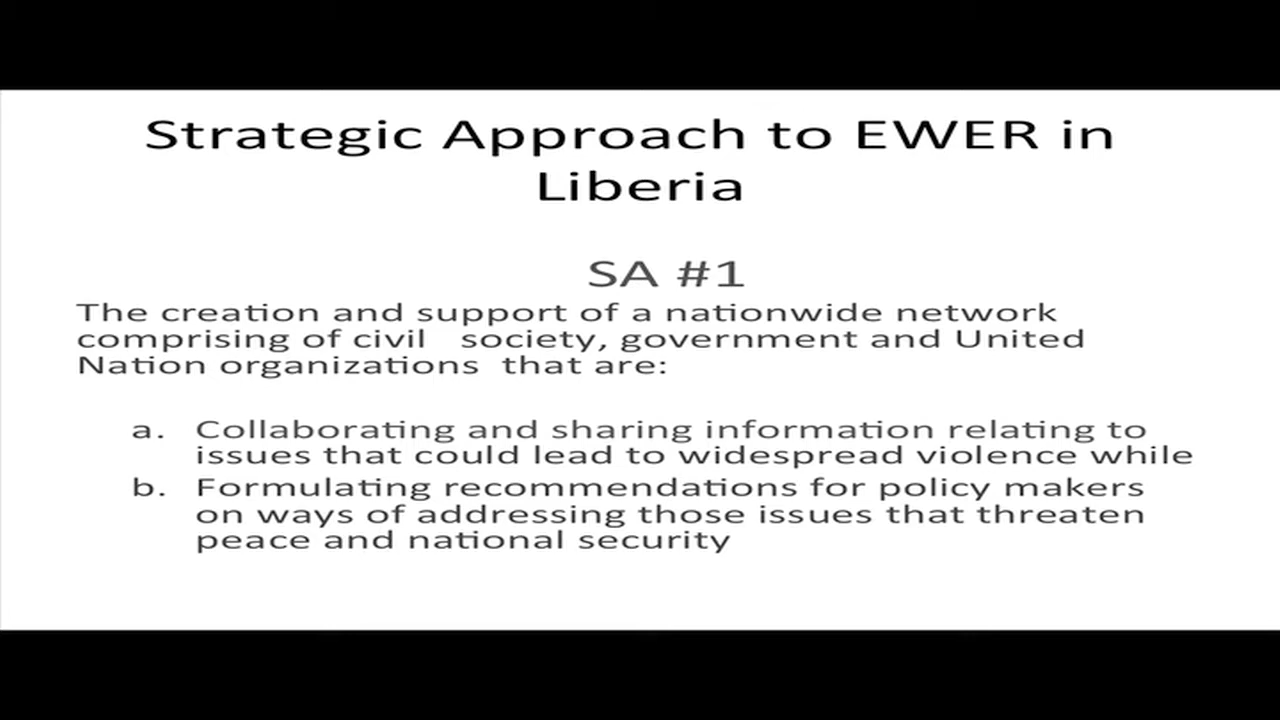 Strategic Approach to EWER in
Liberia
SA #1
The creation and support of a nationwide network
comprising of civil society, government and United
Nation organizations that are:
a. Collaborating and sharing information relating to
issues that could lead to widespread violence while
b. Formulating recommendations for policy makers
on ways of addressing those issues that threaten
peace and national security